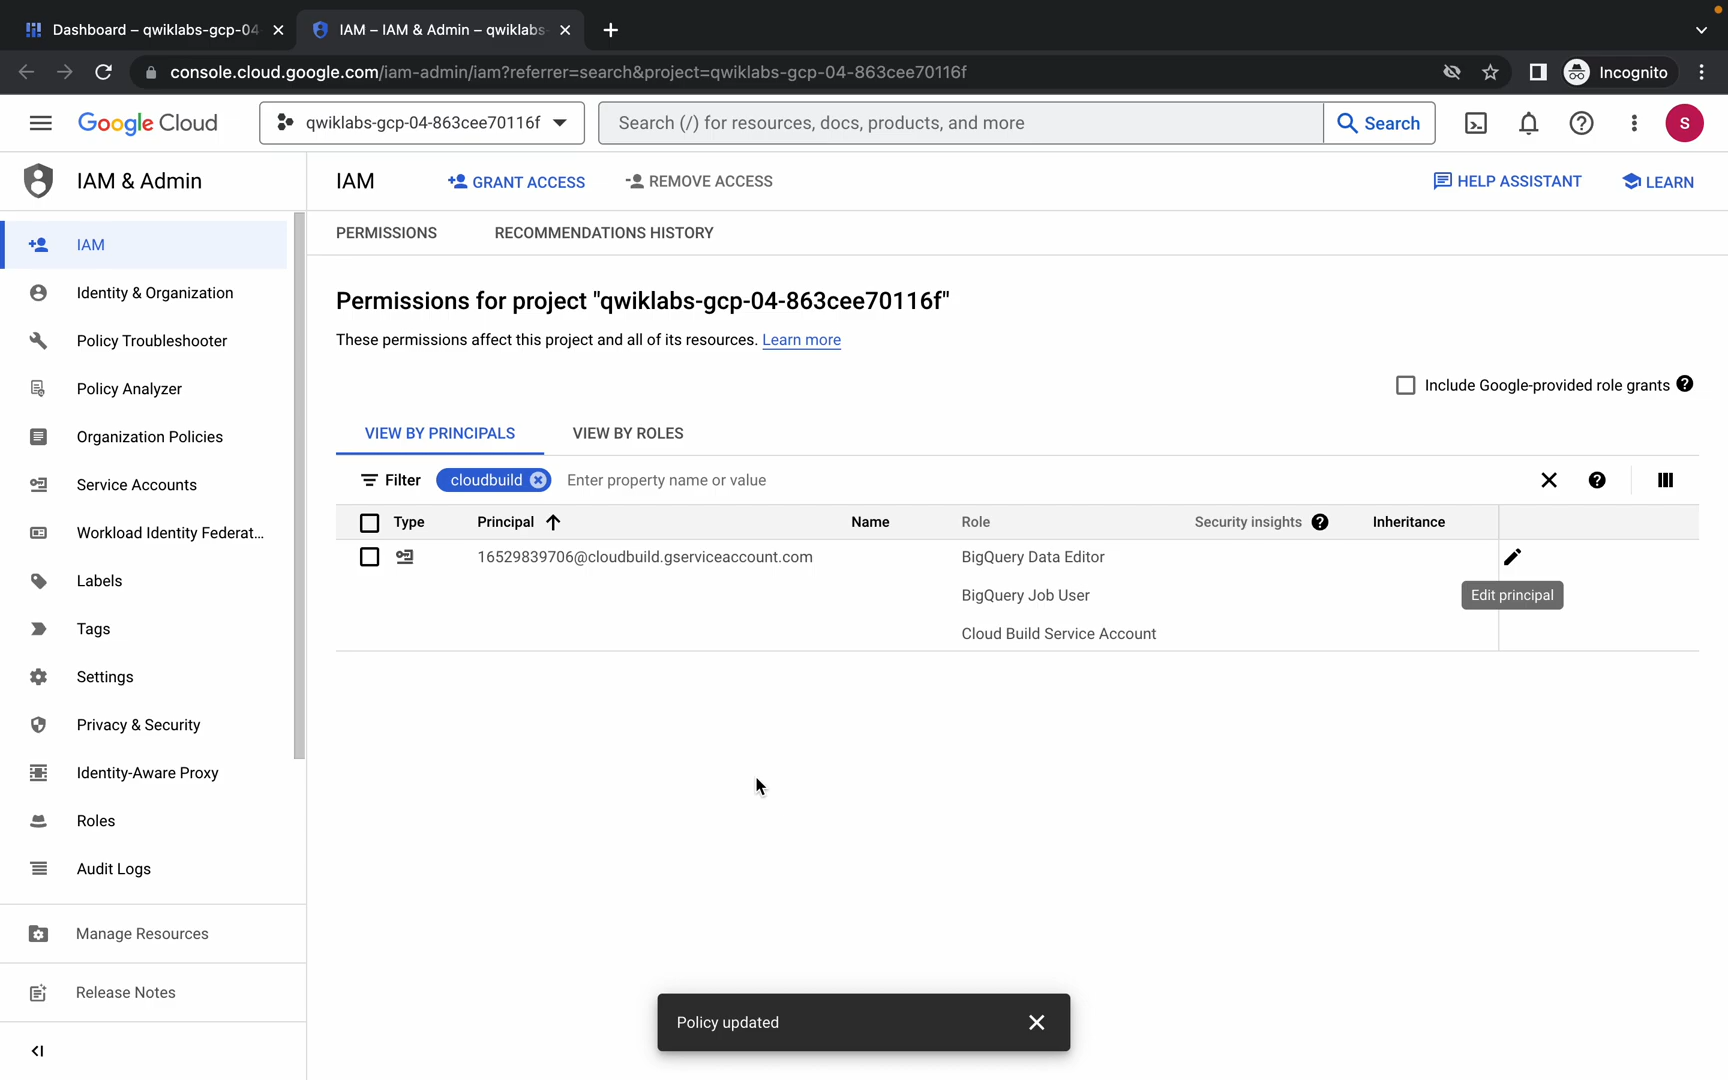 Dashboard – qwiklabs-gcp-04
IAM – IAM & Admin – qwiklabs-
console.cloud.google.com/iam-admin/iam?referrer=search&project=qwiklabs-gcp-04-863cee70116f
Incognito
Google Cloud
qwiklabs-gcp-04-863cee70116f
Search (/) for resources, docs, products, and more
Search
S
IAM & Admin
IAM
GRANT ACCESS
REMOVE ACCESS
HELP ASSISTANT
LEARN
IAM
Identity & Organization
Policy Troubleshooter
Policy Analyzer
Organization Policies
Service Accounts
Workload Identity Federat...
Labels
Tags
Settings
Privacy & Security
Identity-Aware Proxy
Roles
Audit Logs
Manage Resources
Release Notes
PERMISSIONS
RECOMMENDATIONS HISTORY
Permissions for project "qwiklabs-gcp-04-863cee70116f"
These permissions affect this project and all of its resources. Learn more
Include Google-provided role grants
VIEW BY PRINCIPALS
VIEW BY ROLES
Filter
cloudbuild
Enter property name or value
Type
Principal
Name
Role
Security insights
Inheritance
16529839706@cloudbuild.gserviceaccount.com
BigQuery Data Editor
BigQuery Job User
Cloud Build Service Account
Edit principal
Policy updated